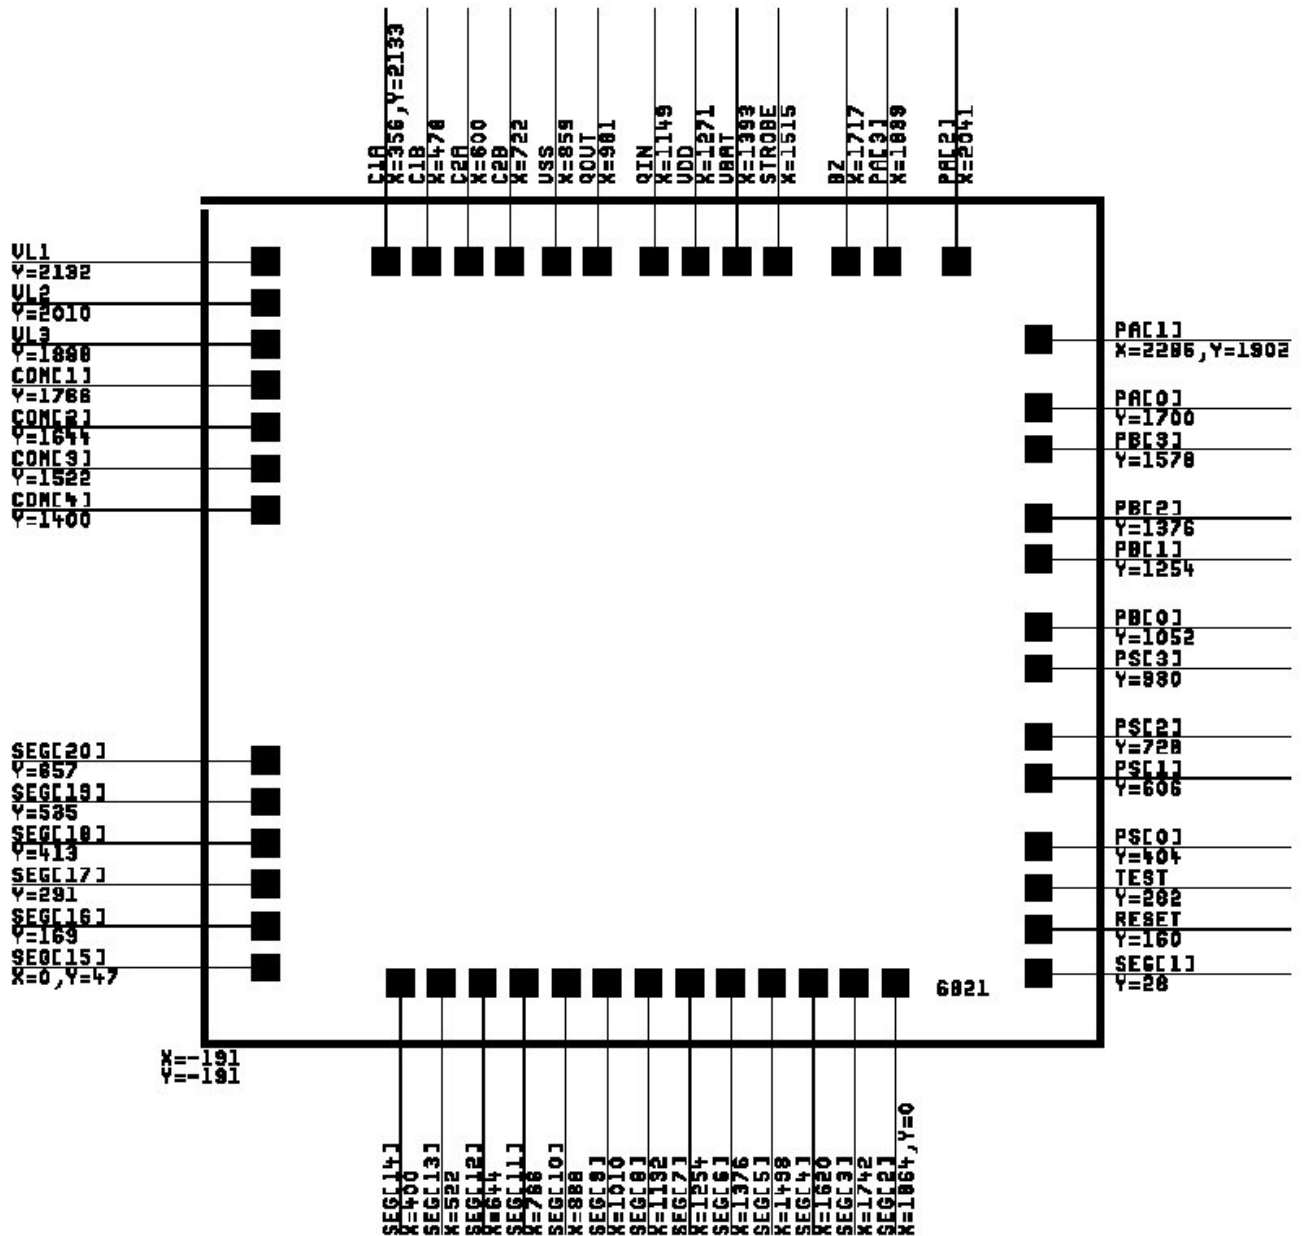 C1A
X=356,Y=2133
C1B
X=478
C2A
X=600
C2B
X=722
VSS
X=859
QOUT
X=981
QIN
X=1149
VDD
X=1271
VBAT
X=1393
STROBE
X=1515
BZ
X=1717
PA[3]
X=1839
PA[2]
X=2041
VL1
Y=2132
VL2
Y=2010
VL3
Y=1888
COM[1]
Y=1766
COM[2]
Y=1644
COM[3]
Y=1522
COM[4]
Y=1400
SEG[20]
Y=657
SEG[19]
Y=535
SEG[18]
Y=413
SEG[17]
Y=291
SEG[16]
Y=169
SEG[15]
X=0,Y=47
PA[1]
X=2286,Y=1902
PA[0]
Y=1700
PB[3]
Y=1578
PB[2]
Y=1376
PB[1]
Y=1254
PB[0]
Y=1052
PS[3]
Y=930
PS[2]
Y=728
PS[1]
Y=606
PS[0]
Y=404
TEST
Y=282
RESET
Y=160
SEG[1]
Y=28
6821
X=-191
Y=-191
SEG[14]
X=400
SEG[13]
X=522
SEG[12]
X=644
SEG[11]
X=766
SEG[10]
X=888
SEG[9]
X=1010
SEG[8]
X=1132
SEG[7]
X=1254
SEG[6]
X=1376
SEG[5]
X=1498
SEG[4]
X=1620
SEG[3]
X=1742
SEG[2]
X=1864,Y=0